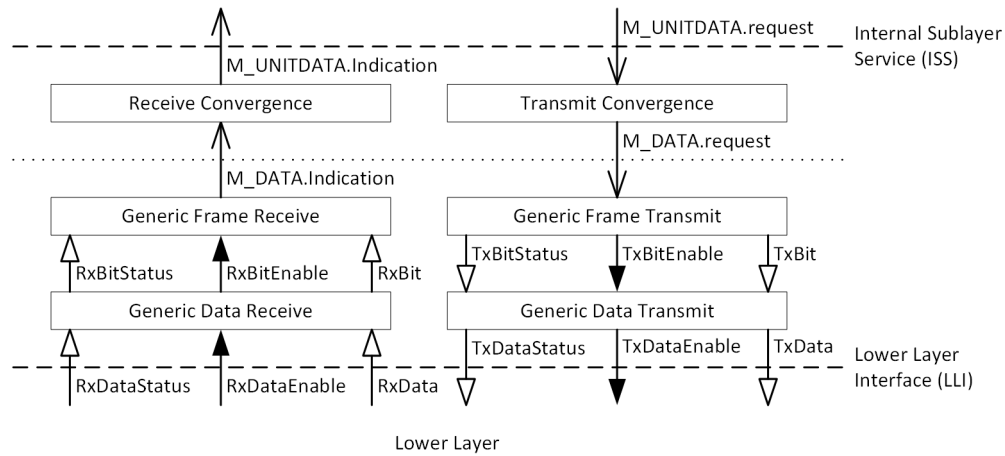 M_UNITDATA.request
Internal Sublayer
Service (ISS)
M_UNITDATA.Indication
Receive Convergence
Transmit Convergence
M_DATA.request
M_DATA.Indication
Generic Frame Receive
Generic Frame Transmit
RxBitStatus
RxBitEnable
RxBit
TxBitStatus
TxBitEnable
TxBit
Generic Data Receive
Generic Data Transmit
TxDataStatus
TxDataEnable
TxData
Lower Layer
Interface (LLI)
RxDataStatus
RxDataEnable
RxData
Lower Layer